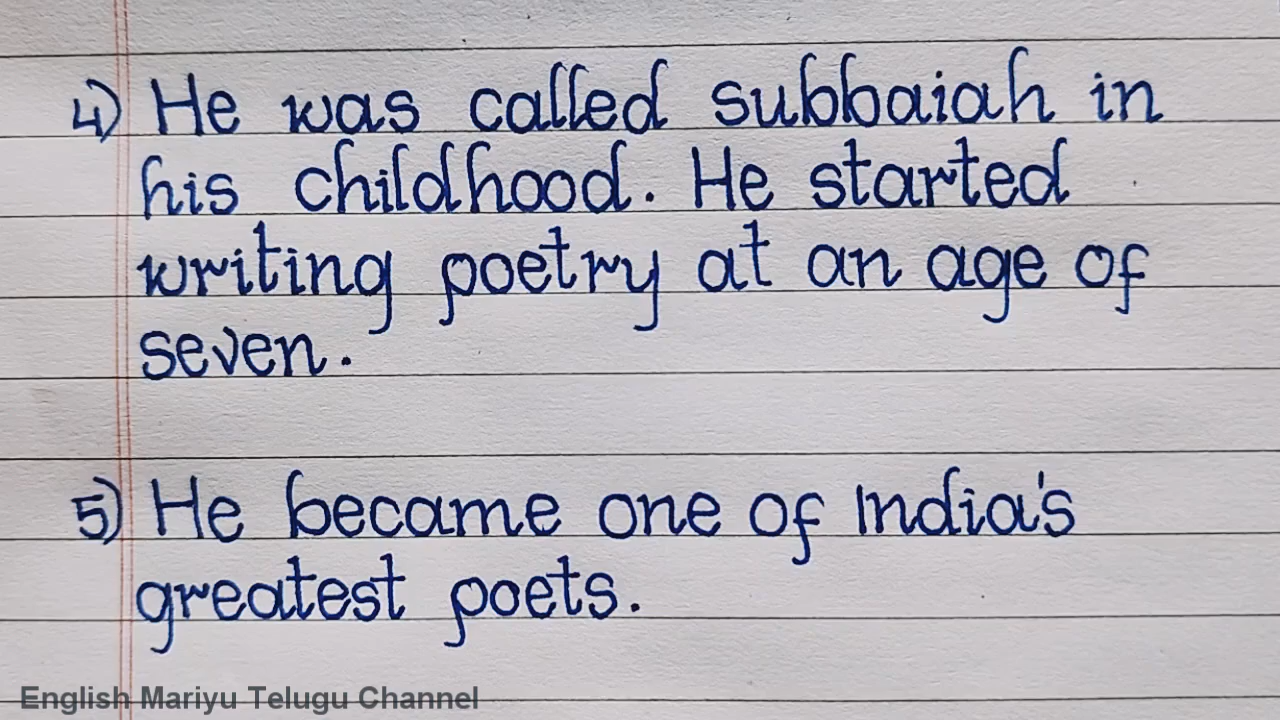 4) He was called subbaiah in
his childhood. He started
writing poetry at an age of
seven.
5) He became one of India's
greatest poets.
English Mariyu Telugu Channel